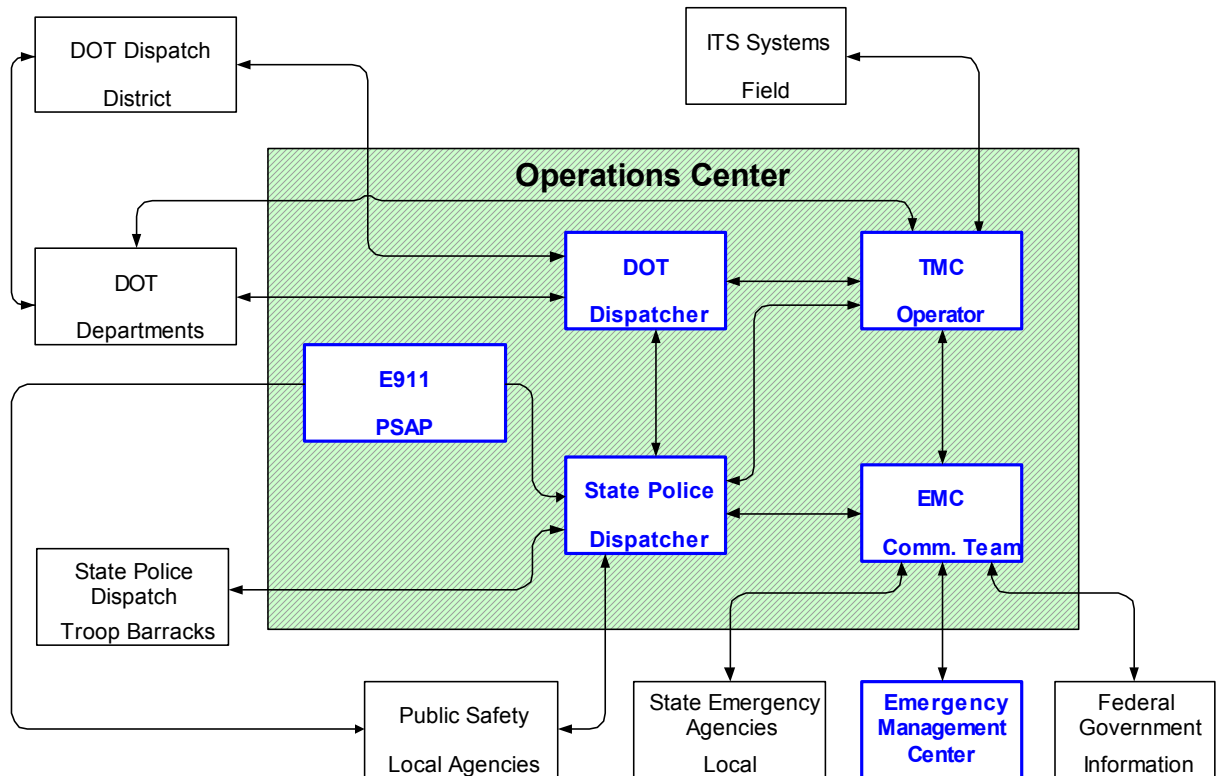 DOT Dispatch
District
ITS Systems
Field
Operations Center
DOT
Departments
DOT
Dispatcher
TMC
Operator
E911
PSAP
State Police
Dispatcher
EMC
Comm. Team
State Police
Dispatch
Troop Barracks
Public Safety
Local Agencies
State Emergency
Agencies
Local
Emergency
Management
Center
Federal
Government
Information